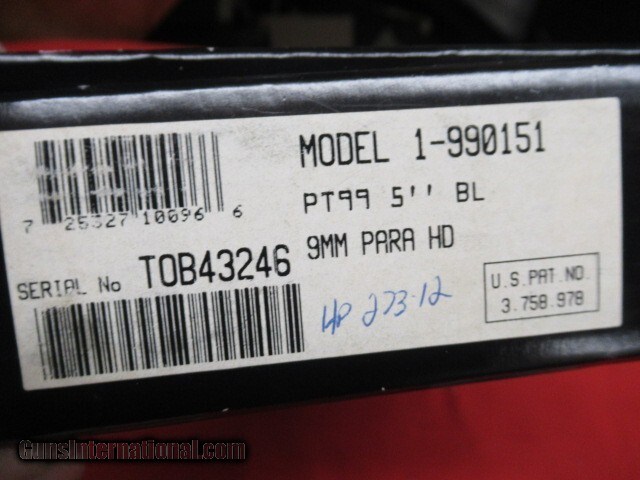 MODEL 1-990151
7 25327 10096 6
PT99 5'' BL
9MM PARA HD
SERIAL No TOB43246
HP 273-12
U.S. PAT. NO.
3.758.978
GunsInternational.com